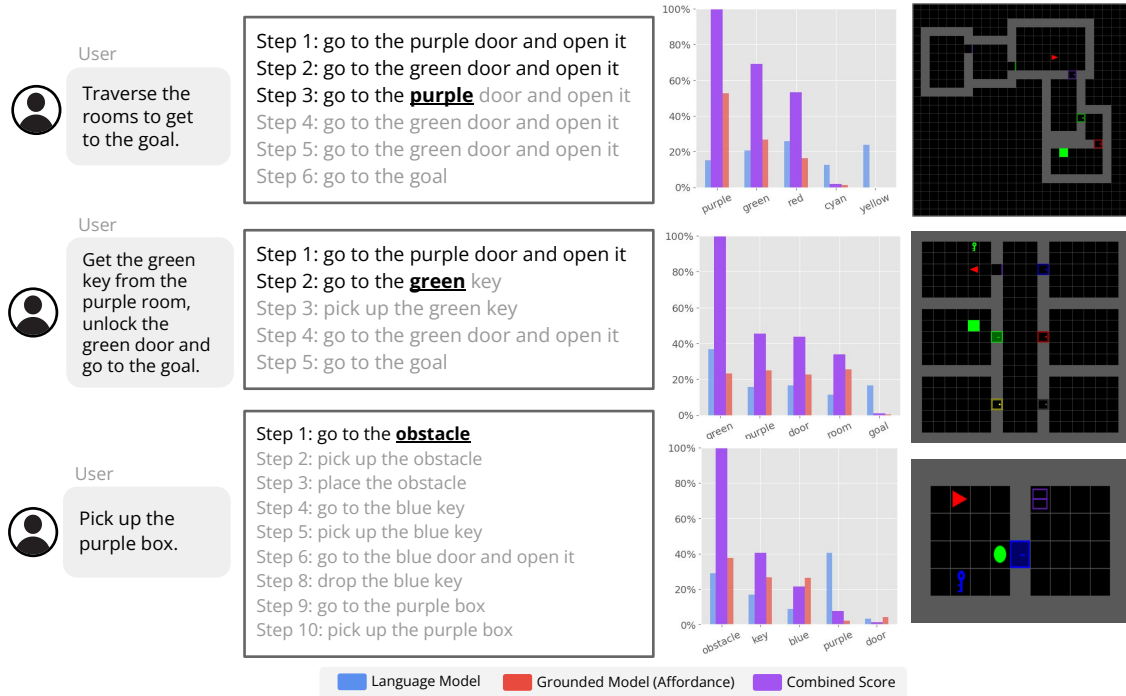 User
Traverse the
rooms to get
to the goal.
Step 1: go to the purple door and open it
Step 2: go to the green door and open it
Step 3: go to the purple door and open it
Step 4: go to the green door and open it
Step 5: go to the green door and open it
Step 6: go to the goal
100%
80%
60%
40%
20%
0%
purple
green
red
cyan
yellow
User
Get the green
key from the
purple room,
unlock the
green door and
go to the goal.
Step 1: go to the purple door and open it
Step 2: go to the green key
Step 3: pick up the green key
Step 4: go to the green door and open it
Step 5: go to the goal
100%
80%
60%
40%
20%
0%
green
purple
door
room
goal
User
Pick up the
purple box.
Step 1: go to the obstacle
Step 2: pick up the obstacle
Step 3: place the obstacle
Step 4: go to the blue key
Step 5: pick up the blue key
Step 6: go to the blue door and open it
Step 8: drop the blue key
Step 9: go to the purple box
Step 10: pick up the purple box
100%
80%
60%
40%
20%
0%
obstacle
key
blue
purple
door
Language Model
Grounded Model (Affordance)
Combined Score